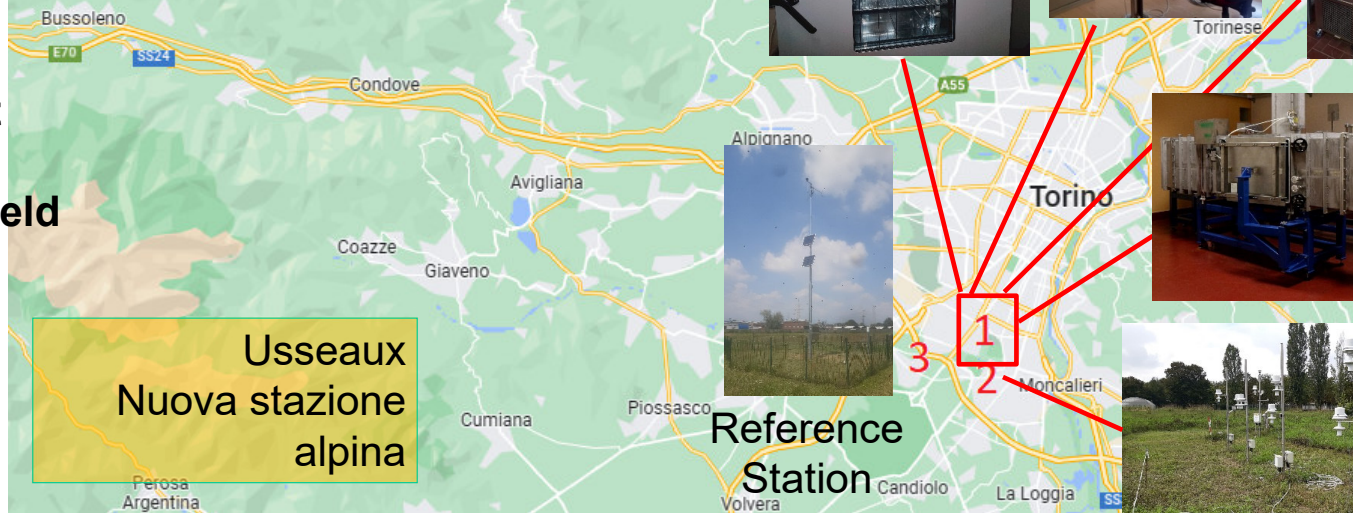 Bussoleno
E70
SS24
Condove
Torinese
A55
Alpignano
Avigliana
Torino
eld
Coazze
Giaveno
Usseaux
Nuova stazione
alpina
1
3
2
Moncalieri
Piossasco
Cumiana
Reference
Station
Perosa
Argentina
Candiolo
La Loggia
SS
Volvera